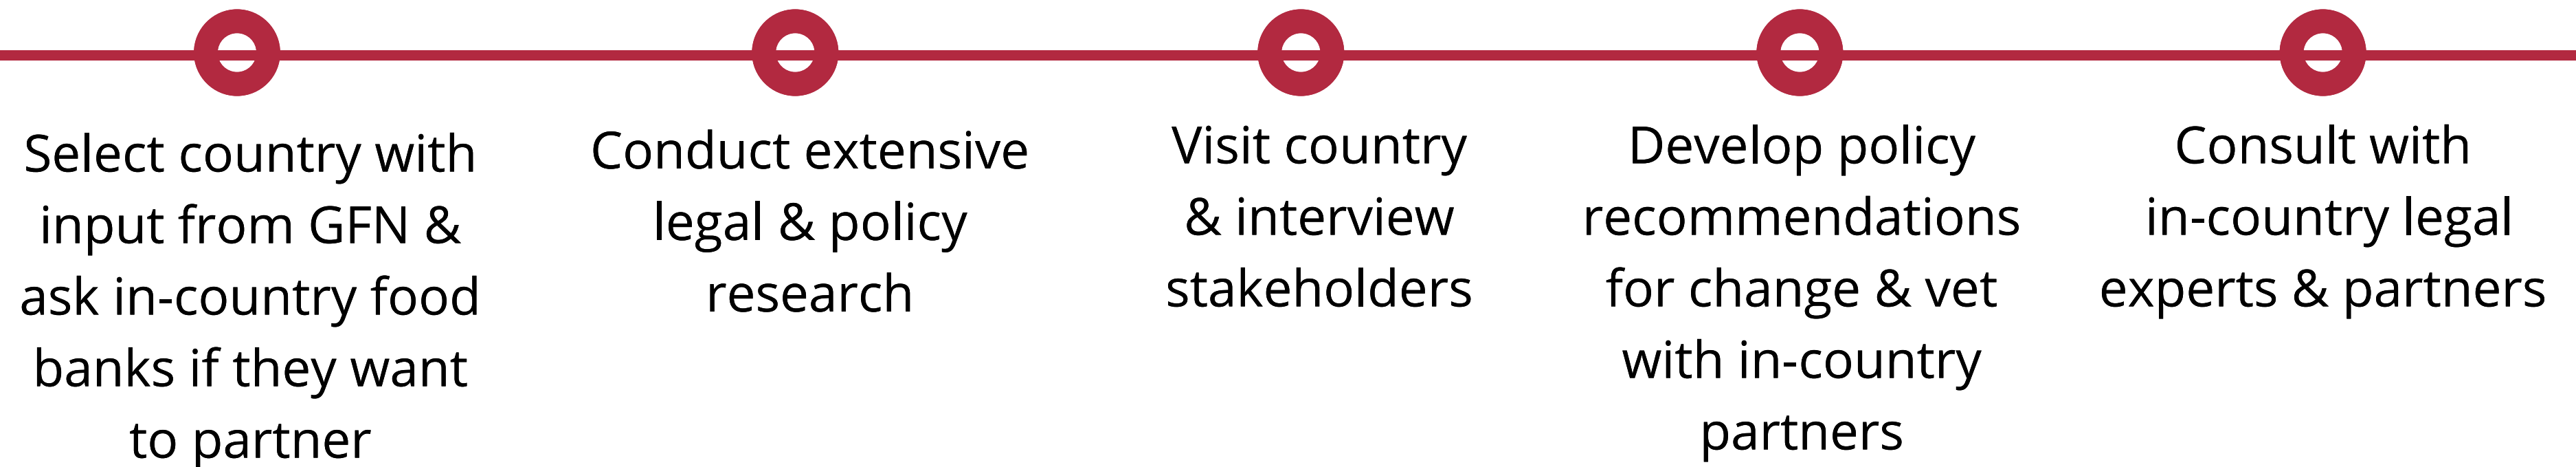 Select country with
input from GFN &
ask in-country food
banks if they want
to partner
Conduct extensive
legal & policy
research
Visit country
& interview
stakeholders
Develop policy
recommendations
for change & vet
with in-country
partners
Consult with
in-country legal
experts & partners